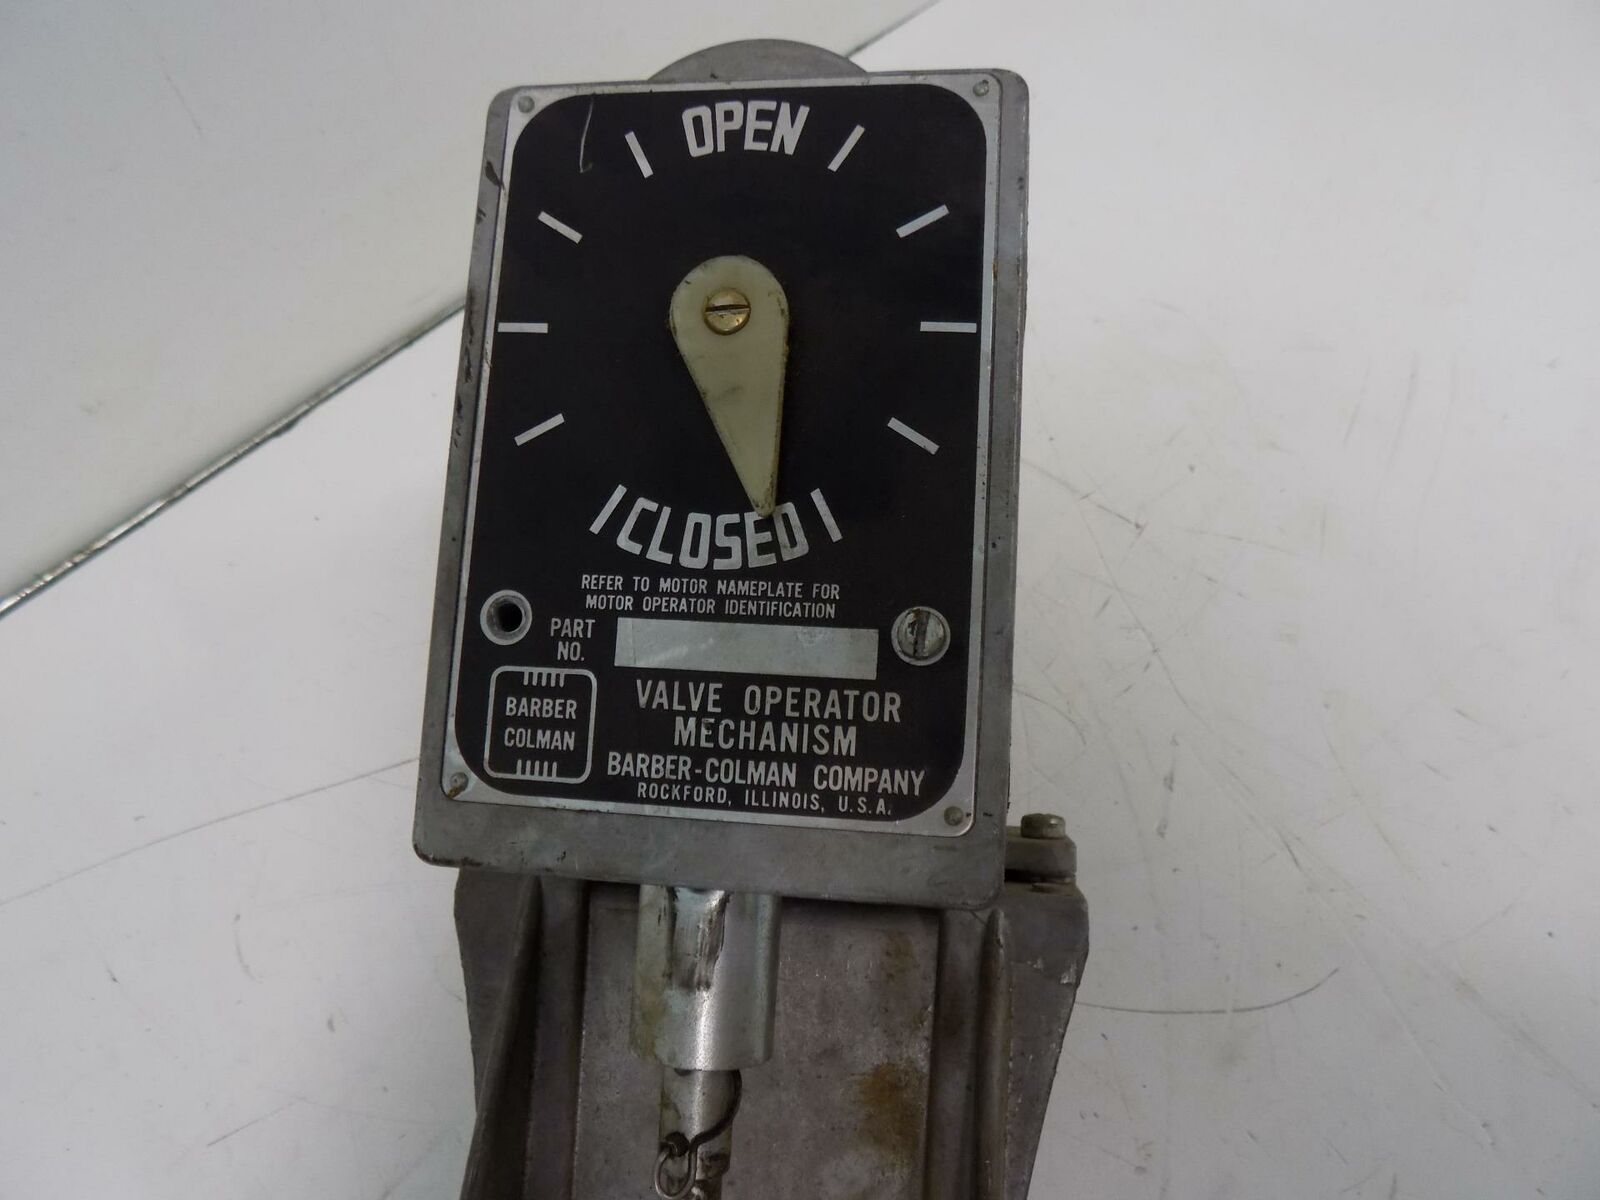 OPEN
CLOSED
REFER TO MOTOR NAMEPLATE FOR
MOTOR OPERATOR IDENTIFICATION
PART
NO.
BARBER
COLMAN
VALVE OPERATOR
MECHANISM
BARBER-COLMAN COMPANY
ROCKFORD, ILLINOIS, U.S.A.